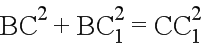 BC² + BC₁² = CC₁²